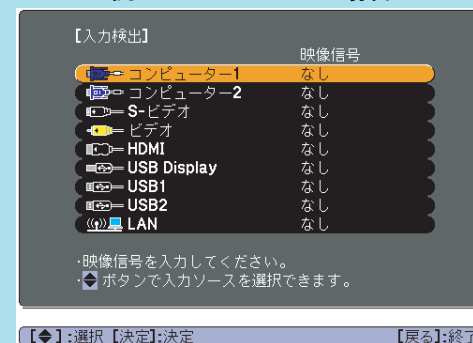 【入力検出】
映像信号
コンピューター1 なし
コンピューター2 なし
S-ビデオ なし
ビデオ なし
HDMI なし
USB Display なし
USB1 なし
USB2 なし
LAN なし
・映像信号を入力してください。
・ボタンで入力ソースを選択できます。
【◆】:選択 【決定】:決定 【戻る】:終了